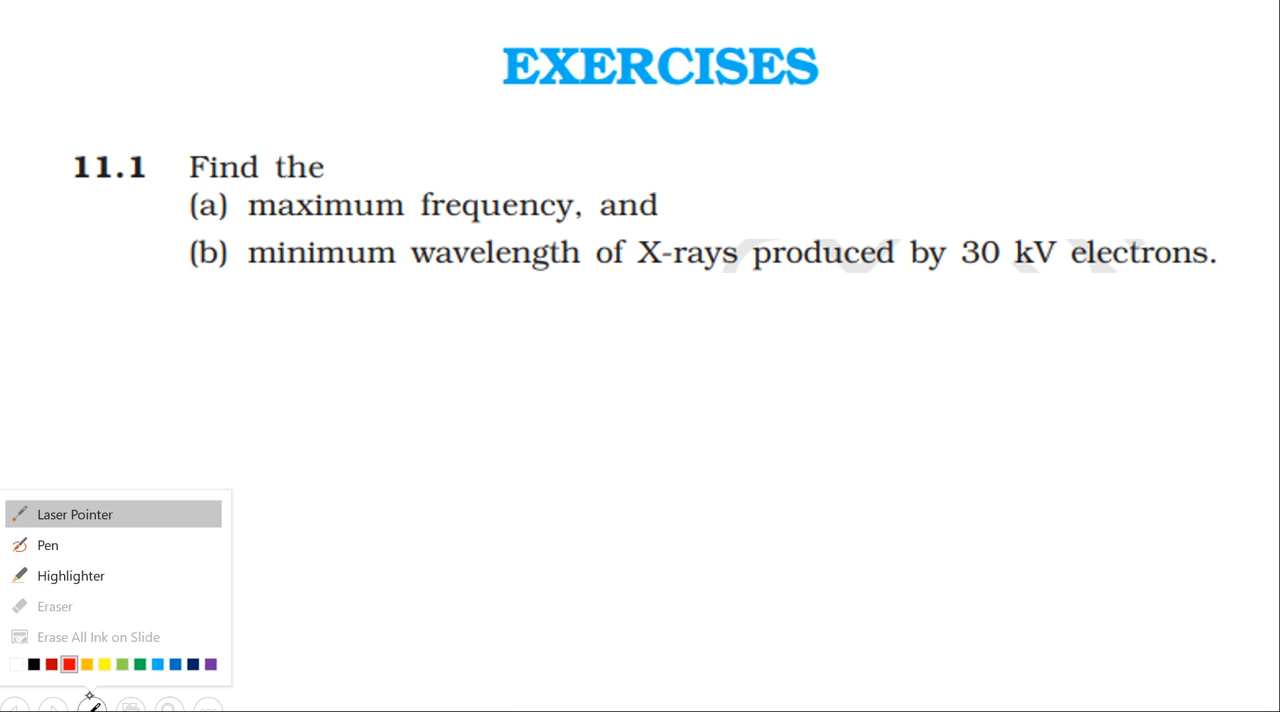 EXERCISES
11.1 Find the
(a) maximum frequency, and
(b) minimum wavelength of X-rays produced by 30 kV electrons.
Laser Pointer
Pen
Highlighter
Eraser
Erase All Ink on Slide